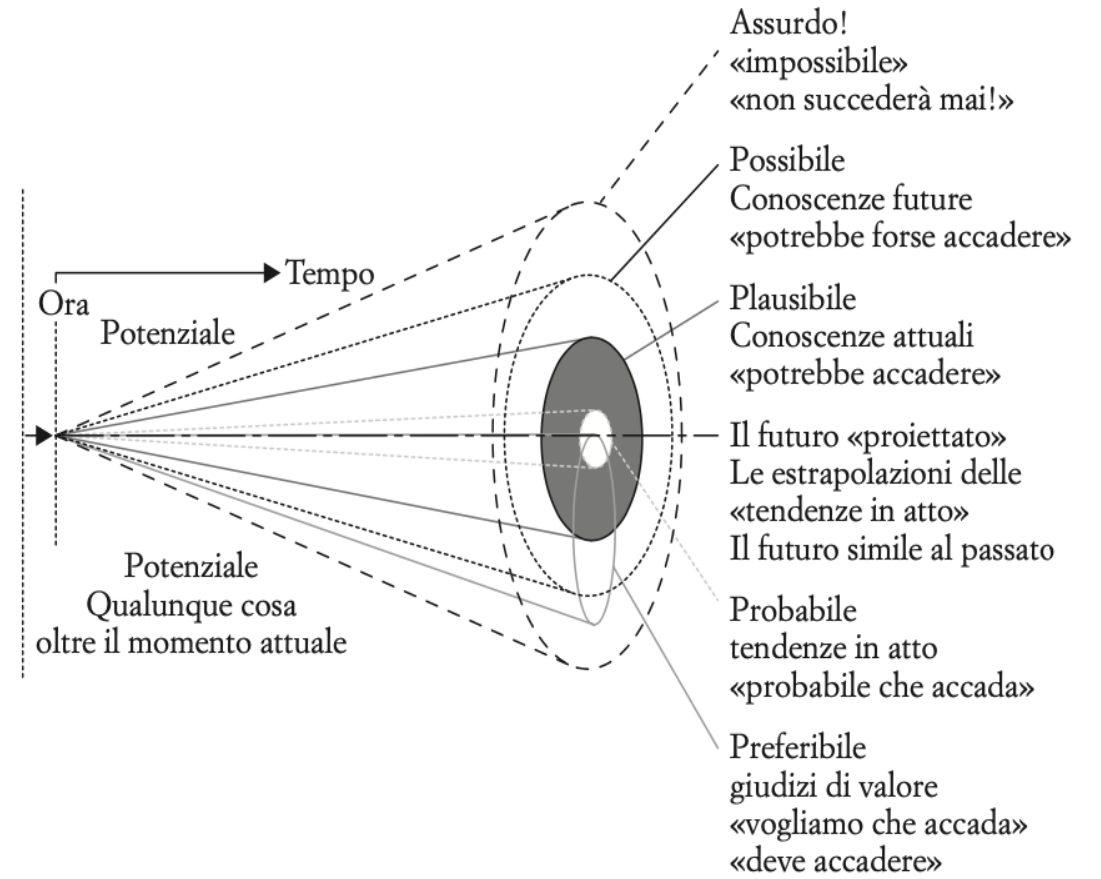 Assurdo!
«impossibile»
«non succederà mai!»
Possibile
Conoscenze future
«potrebbe forse accadere»
Plausibile
Conoscenze attuali
«potrebbe accadere»
Il futuro «proiettato»
Le estrapolazioni delle
«tendenze in atto»
Il futuro simile al passato
Probabile
tendenze in atto
«probabile che accada»
Preferibile
giudizi di valore
«vogliamo che accada»
«deve accadere»
Tempo
Ora
Potenziale
Potenziale
Qualunque cosa
oltre il momento attuale